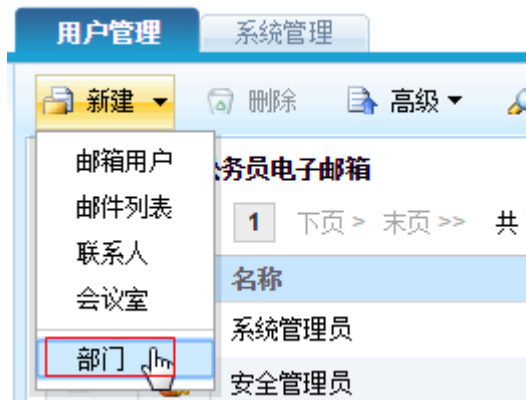 用户管理 系统管理
新建 删除 高级
邮箱用户
务员电子邮箱
邮件列表
1 下页 > 末页 >> 共
联系人
名称
会议室
系统管理员
部门
安全管理员